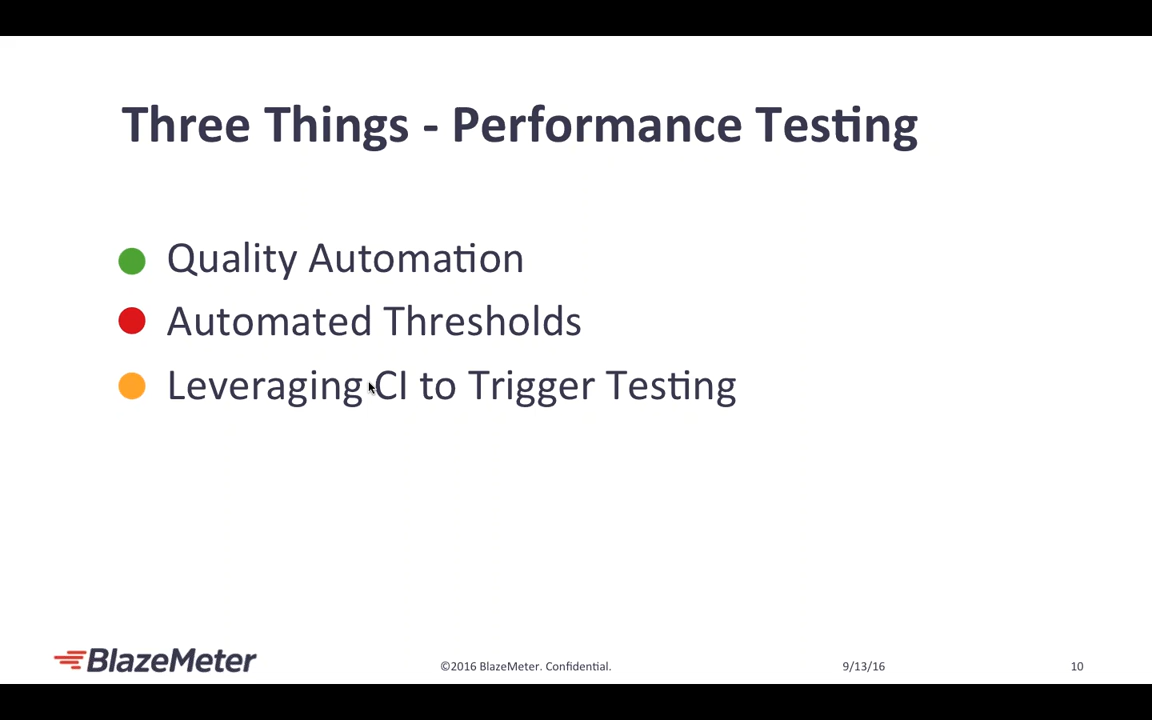 Three Things - Performance Testing
Quality Automation
Automated Thresholds
Leveraging CI to Trigger Testing
BlazeMeter
©2016 BlazeMeter. Confidential.
9/13/16
10